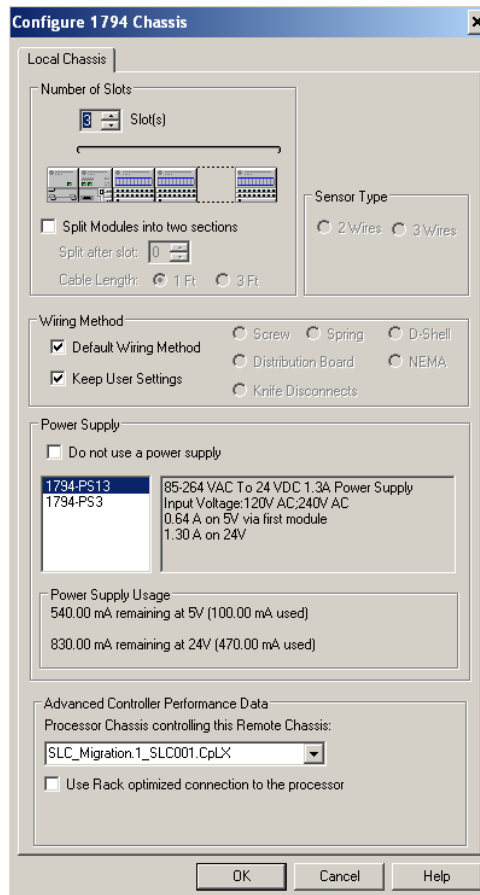 Configure 1794 Chassis
Local Chassis
Number of Slots
3 Slot(s)
Split Modules into two sections
Split after slot: 0
Cable Length: 1 Ft 3 Ft
Sensor Type
2 Wires 3 Wires
Wiring Method
Default Wiring Method
Keep User Settings
Screw Spring D-Shell
Distribution Board NEMA
Knife Disconnects
Power Supply
Do not use a power supply
1794-PS13
1794-PS3
85-264 VAC To 24 VDC 1.3A Power Supply
Input Voltage:120V AC;240V AC
0.64 A on 5V via first module
1.30 A on 24V
Power Supply Usage
540.00 mA remaining at 5V (100.00 mA used)
830.00 mA remaining at 24V (470.00 mA used)
Advanced Controller Performance Data
Processor Chassis controlling this Remote Chassis:
SLC_Migration.1_SLC001.CpLX
Use Rack optimized connection to the processor
OK Cancel Help